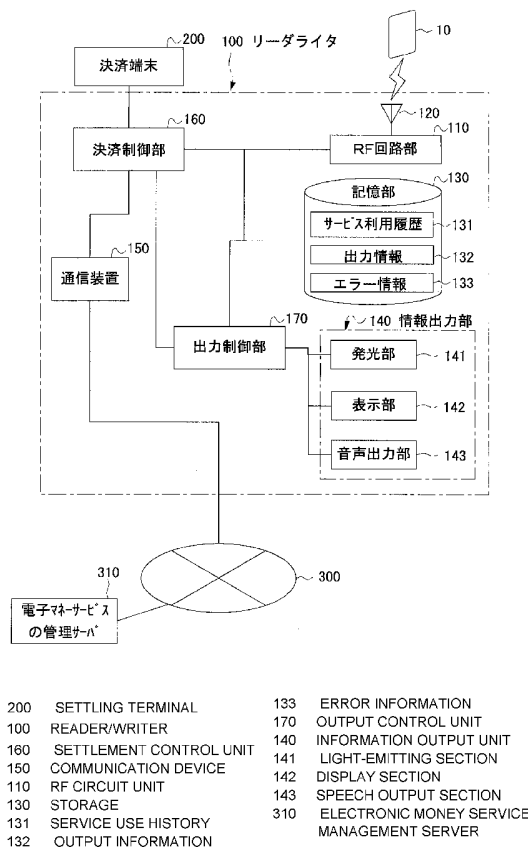 200
100 リーダライタ
10
決済端末
120
160
110
決済制御部
RF回路部
130
記憶部
サービス利用履歴
131
150
出力情報
132
通信装置
エラー情報
133
170
140 情報出力部
出力制御部
発光部
141
表示部
142
音声出力部
143
310
300
電子マネーサービス
の管理サーバ
200 SETTLING TERMINAL
100 READER/WRITER
160 SETTLEMENT CONTROL UNIT
150 COMMUNICATION DEVICE
110 RF CIRCUIT UNIT
130 STORAGE
131 SERVICE USE HISTORY
132 OUTPUT INFORMATION
133 ERROR INFORMATION
170 OUTPUT CONTROL UNIT
140 INFORMATION OUTPUT UNIT
141 LIGHT-EMITTING SECTION
142 DISPLAY SECTION
143 SPEECH OUTPUT SECTION
310 ELECTRONIC MONEY SERVICE
MANAGEMENT SERVER